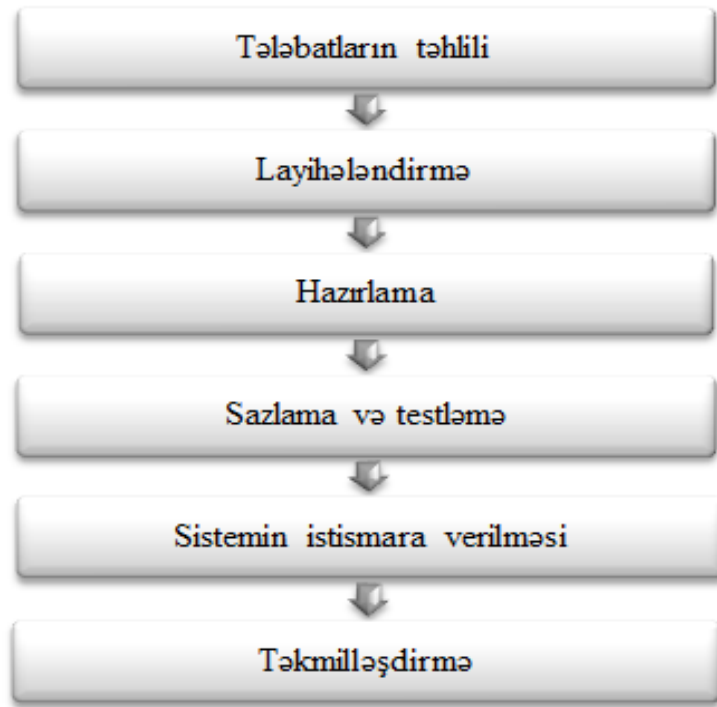 Tələbatların təhlili
Layihələndirmə
Hazırlama
Sazlama və testləmə
Sistemin istismara verilməsi
Təkmilləşdirmə